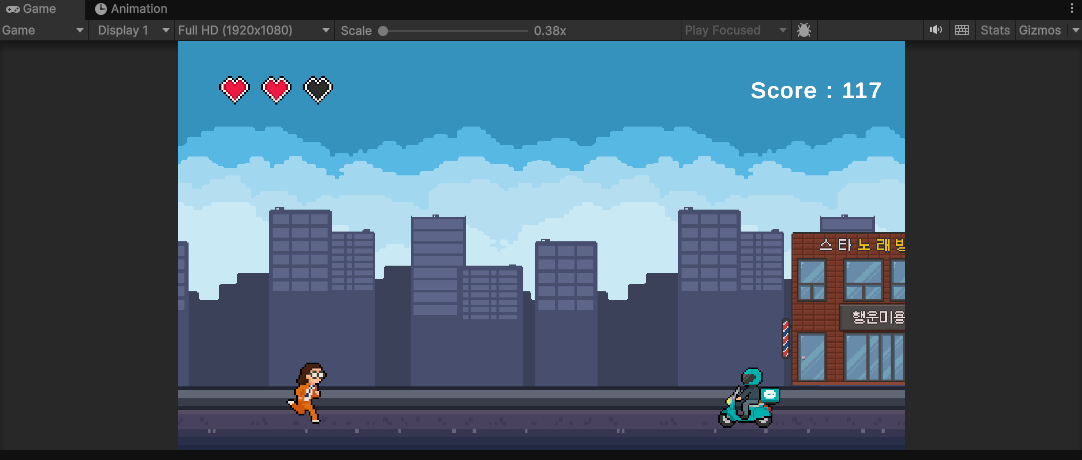 Game Animation
Game Display 1 Full HD (1920x1080) Scale 0.38x Play Focused Stats Gizmos
Score : 117
스타노래방
행운미용